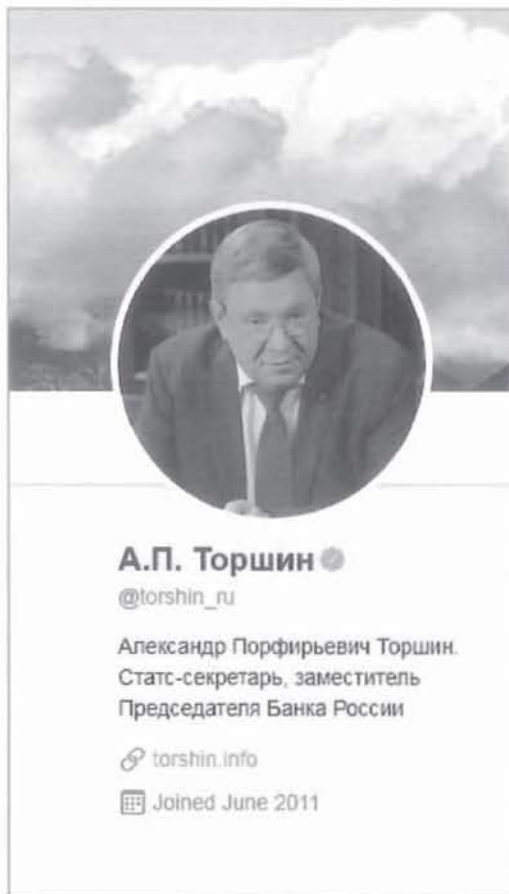 А.П. Торшин
@torshin_ru
Александр Порфирьевич Торшин.
Статс-секретарь, заместитель
Председателя Банка России
torshin.info
Joined June 2011